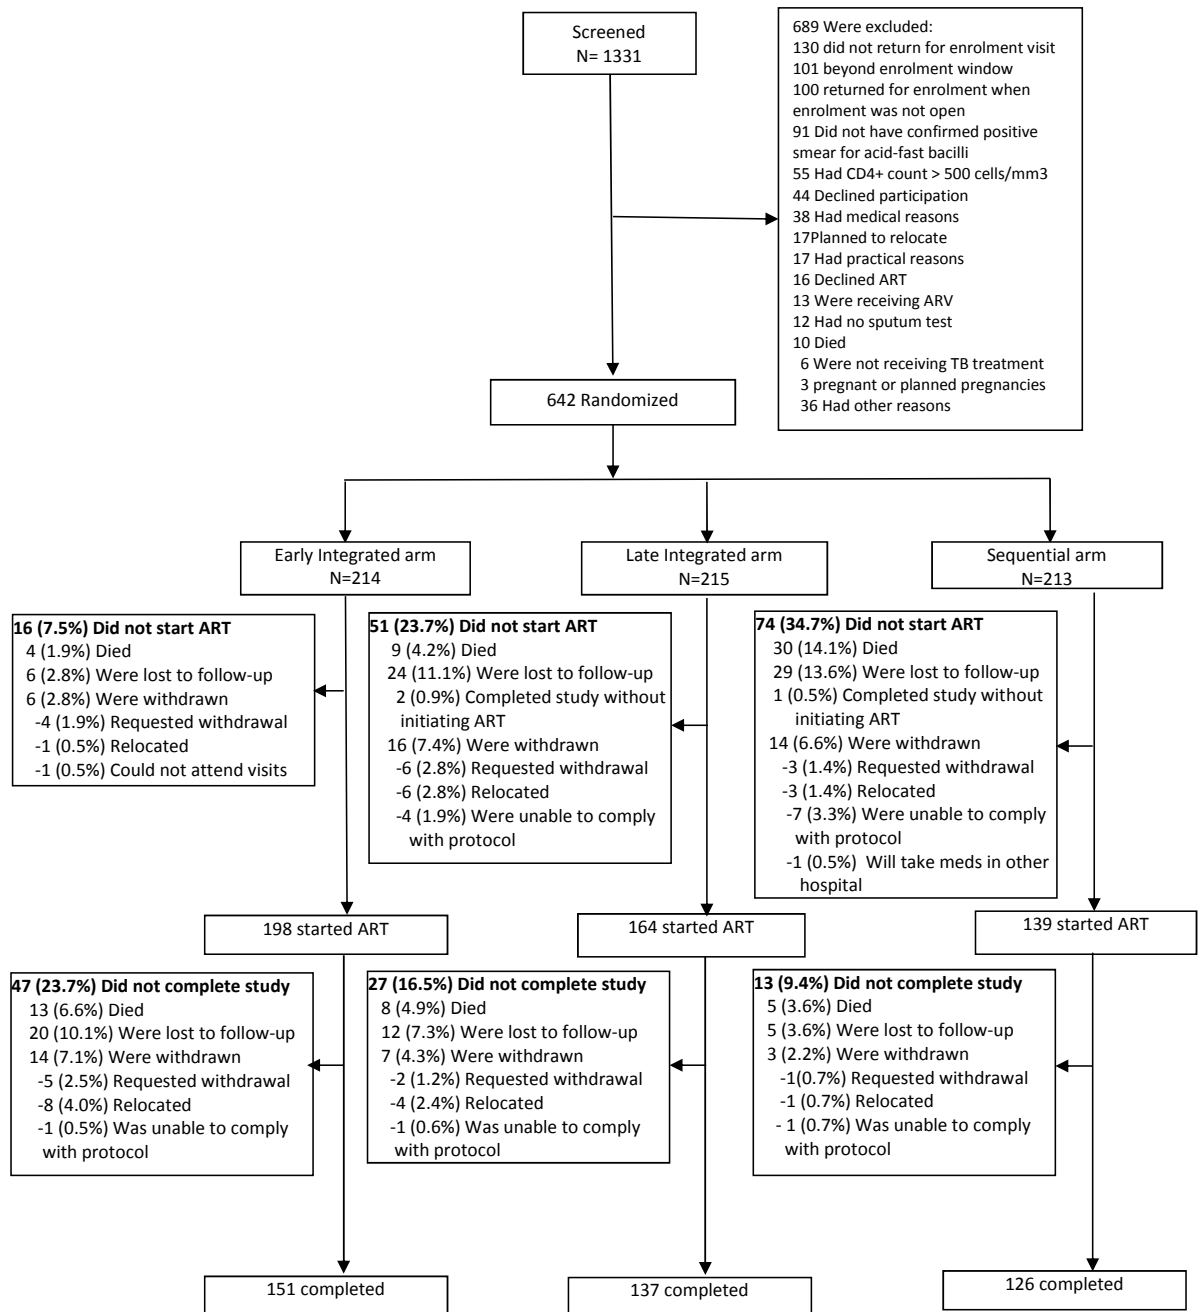 Screened
N= 1331
689 Were excluded:
130 did not return for enrolment visit
101 beyond enrolment window
100 returned for enrolment when
enrolment was not open
91 Did not have confirmed positive
smear for acid-fast bacilli
55 Had CD4+ count > 500 cells/mm3
44 Declined participation
38 Had medical reasons
17Planned to relocate
17 Had practical reasons
16 Declined ART
13 Were receiving ARV
12 Had no sputum test
10 Died
6 Were not receiving TB treatment
3 pregnant or planned pregnancies
36 Had other reasons
642 Randomized
Early Integrated arm
N=214
Late Integrated arm
N=215
Sequential arm
N=213
16 (7.5%) Did not start ART
4 (1.9%) Died
6 (2.8%) Were lost to follow-up
6 (2.8%) Were withdrawn
-4 (1.9%) Requested withdrawal
-1 (0.5%) Relocated
-1 (0.5%) Could not attend visits
51 (23.7%) Did not start ART
9 (4.2%) Died
24 (11.1%) Were lost to follow-up
2 (0.9%) Completed study without
initiating ART
16 (7.4%) Were withdrawn
-6 (2.8%) Requested withdrawal
-6 (2.8%) Relocated
-4 (1.9%) Were unable to comply
with protocol
74 (34.7%) Did not start ART
30 (14.1%) Died
29 (13.6%) Were lost to follow-up
1 (0.5%) Completed study without
initiating ART
14 (6.6%) Were withdrawn
-3 (1.4%) Requested withdrawal
-3 (1.4%) Relocated
-7 (3.3%) Were unable to comply
with protocol
-1 (0.5%) Will take meds in other
hospital
198 started ART
164 started ART
139 started ART
47 (23.7%) Did not complete study
13 (6.6%) Died
20 (10.1%) Were lost to follow-up
14 (7.1%) Were withdrawn
-5 (2.5%) Requested withdrawal
-8 (4.0%) Relocated
-1 (0.5%) Was unable to comply
with protocol
27 (16.5%) Did not complete study
8 (4.9%) Died
12 (7.3%) Were lost to follow-up
7 (4.3%) Were withdrawn
-2 (1.2%) Requested withdrawal
-4 (2.4%) Relocated
-1 (0.6%) Was unable to comply
with protocol
13 (9.4%) Did not complete study
5 (3.6%) Died
5 (3.6%) Were lost to follow-up
3 (2.2%) Were withdrawn
-1(0.7%) Requested withdrawal
-1 (0.7%) Relocated
- 1 (0.7%) Was unable to comply
with protocol
151 completed
137 completed
126 completed